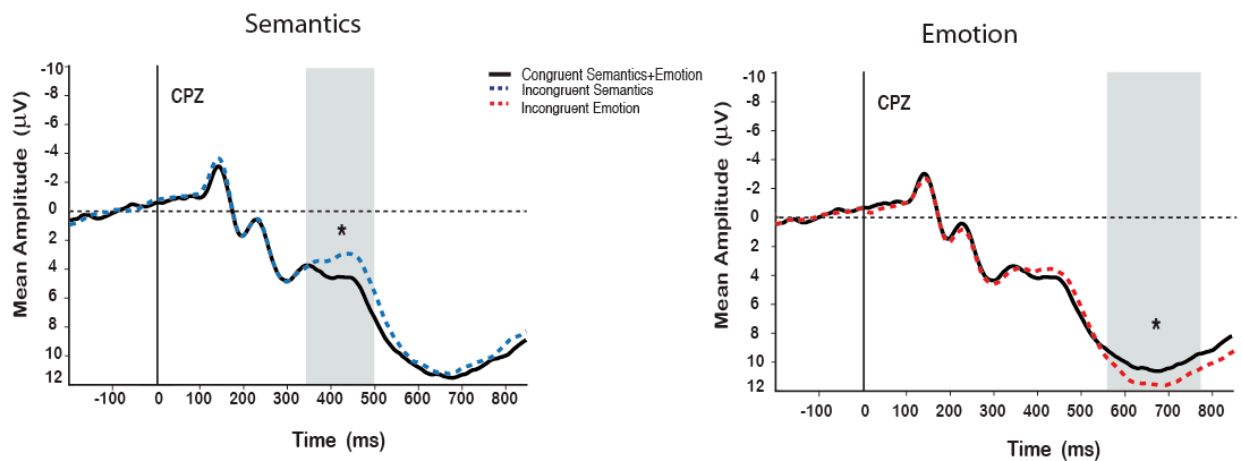 Semantics
Emotion
Congruent Semantics+Emotion
Incongruent Semantics
Incongruent Emotion
Mean Amplitude (μV)
-10
-8
-6
-4
-2
0
2
4
6
8
10
12
CPZ
*
-100 0 100 200 300 400 500 600 700 800
Time (ms)
Mean Amplitude (μV)
-10
-8
-6
-4
-2
0
2
4
6
8
10
12
CPZ
*
-100 0 100 200 300 400 500 600 700 800
Time (ms)